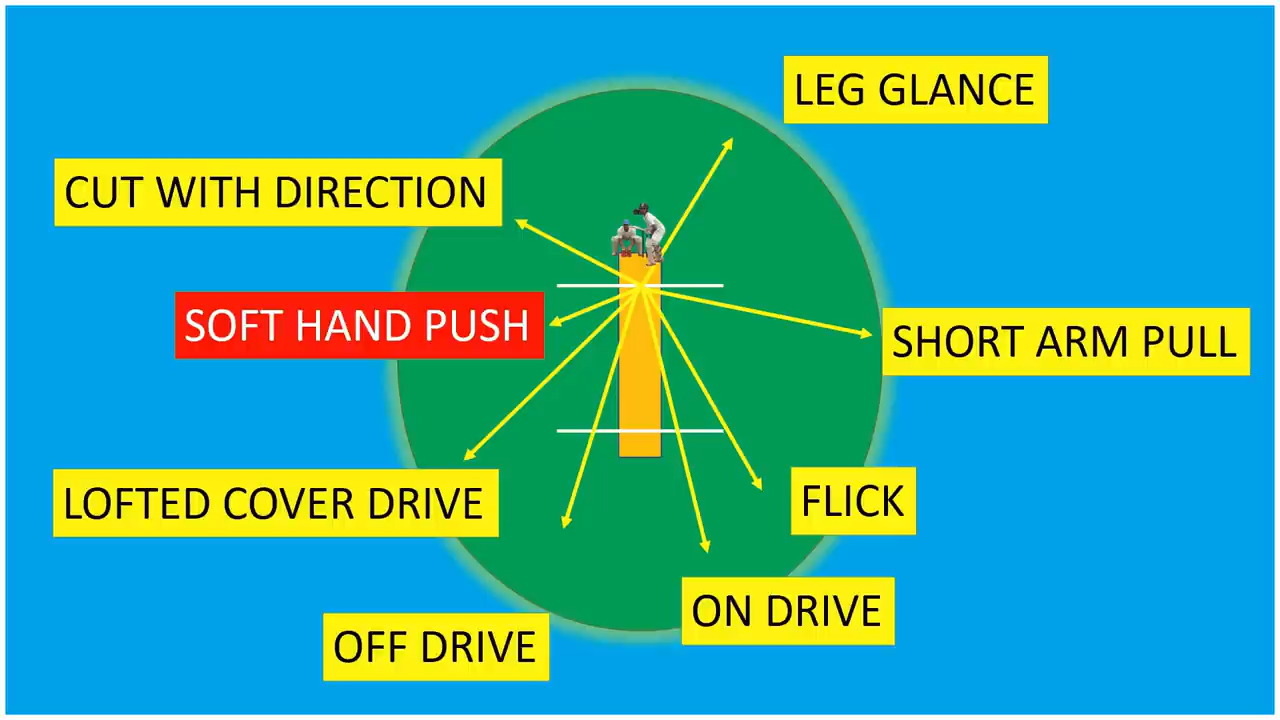 LEG GLANCE
CUT WITH DIRECTION
SOFT HAND PUSH
SHORT ARM PULL
LOFTED COVER DRIVE
FLICK
ON DRIVE
OFF DRIVE